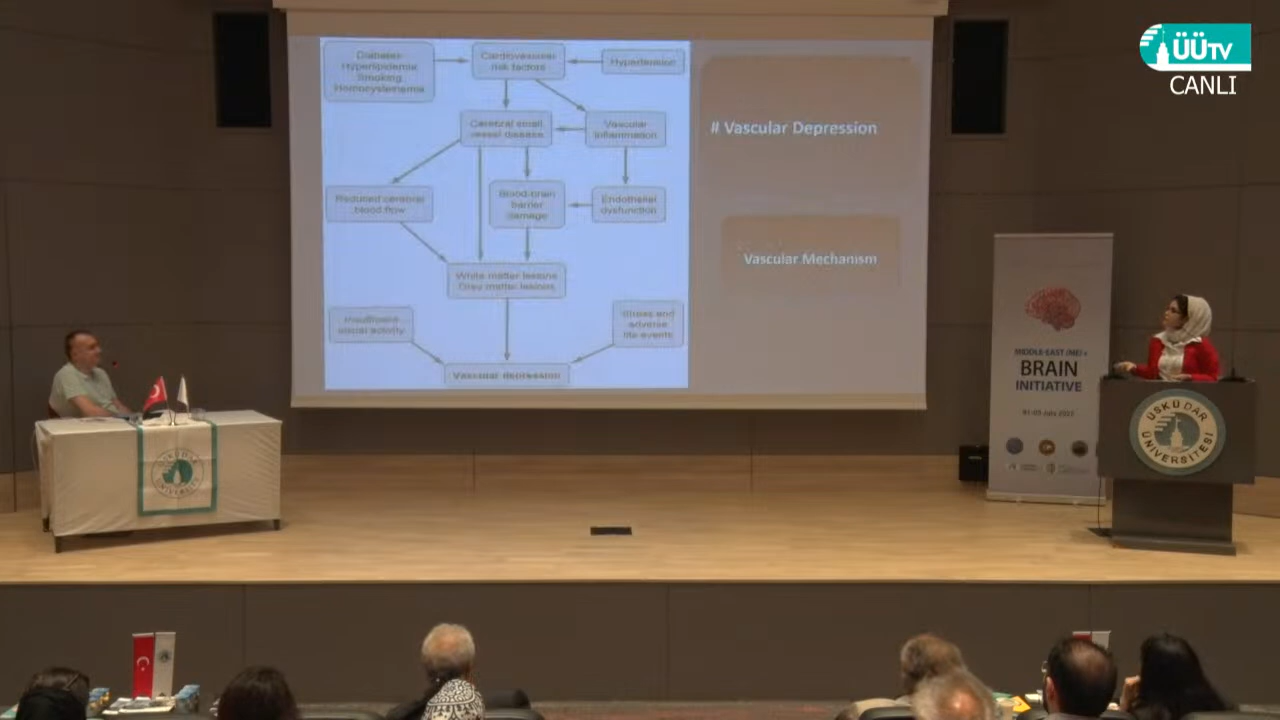 ÜÜTV
CANLI
Diabetes
Hyperlipidemia
Smoking
Homocysteinemia
Cardiovascular
risk factors
Hypertension
# Vascular Depression
Cerebral small
vessel disease
Vascular
inflammation
Reduced cerebral
blood flow
Blood-brain
barrier
damage
Endothelial
dysfunction
Vascular Mechanism
White matter lesions
Grey matter lesions
Insufficient
social activity
Stress and
adverse
life events
Vascular depression
MIDDLE-EAST (ME)
BRAIN
INITIATIVE
ÜSKÜDAR
ÜNİVERSİTESİ